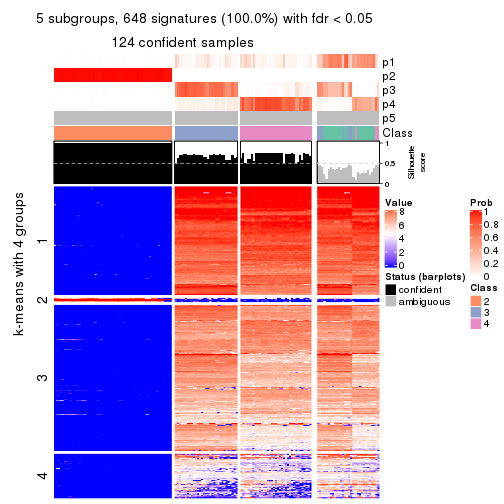 5 subgroups, 648 signatures (100.0%) with fdr < 0.05
124 confident samples
p1
p2
p3
p4
p5
Class
1
0.5
0
Silhouette
score
k-means with 4 groups
1
2
3
4
Value
8
6
4
2
0
Status (barplots)
confident
ambiguous
Prob
1
0.8
0.6
0.4
0.2
0
Class
2
3
4